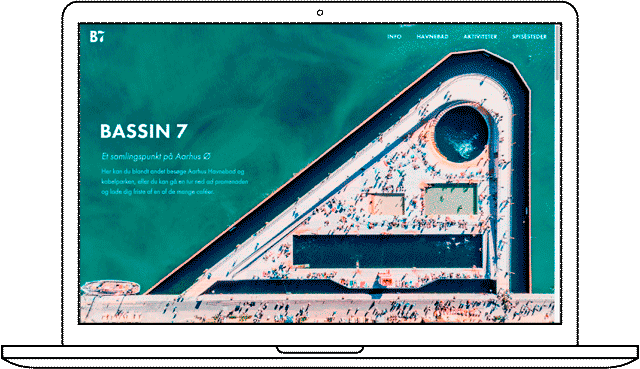 B7
INFO HAVNEBAD AKTIVITETER SPISESTEDER
BASSIN 7
Et samlingspunkt på Aarhus Ø
Her kan du blandt andet besøge Aarhus Havnebad og
kabelparken, eller du kan gå en tur ned ad promenaden
og lade dig friste af en af de mange caféer.